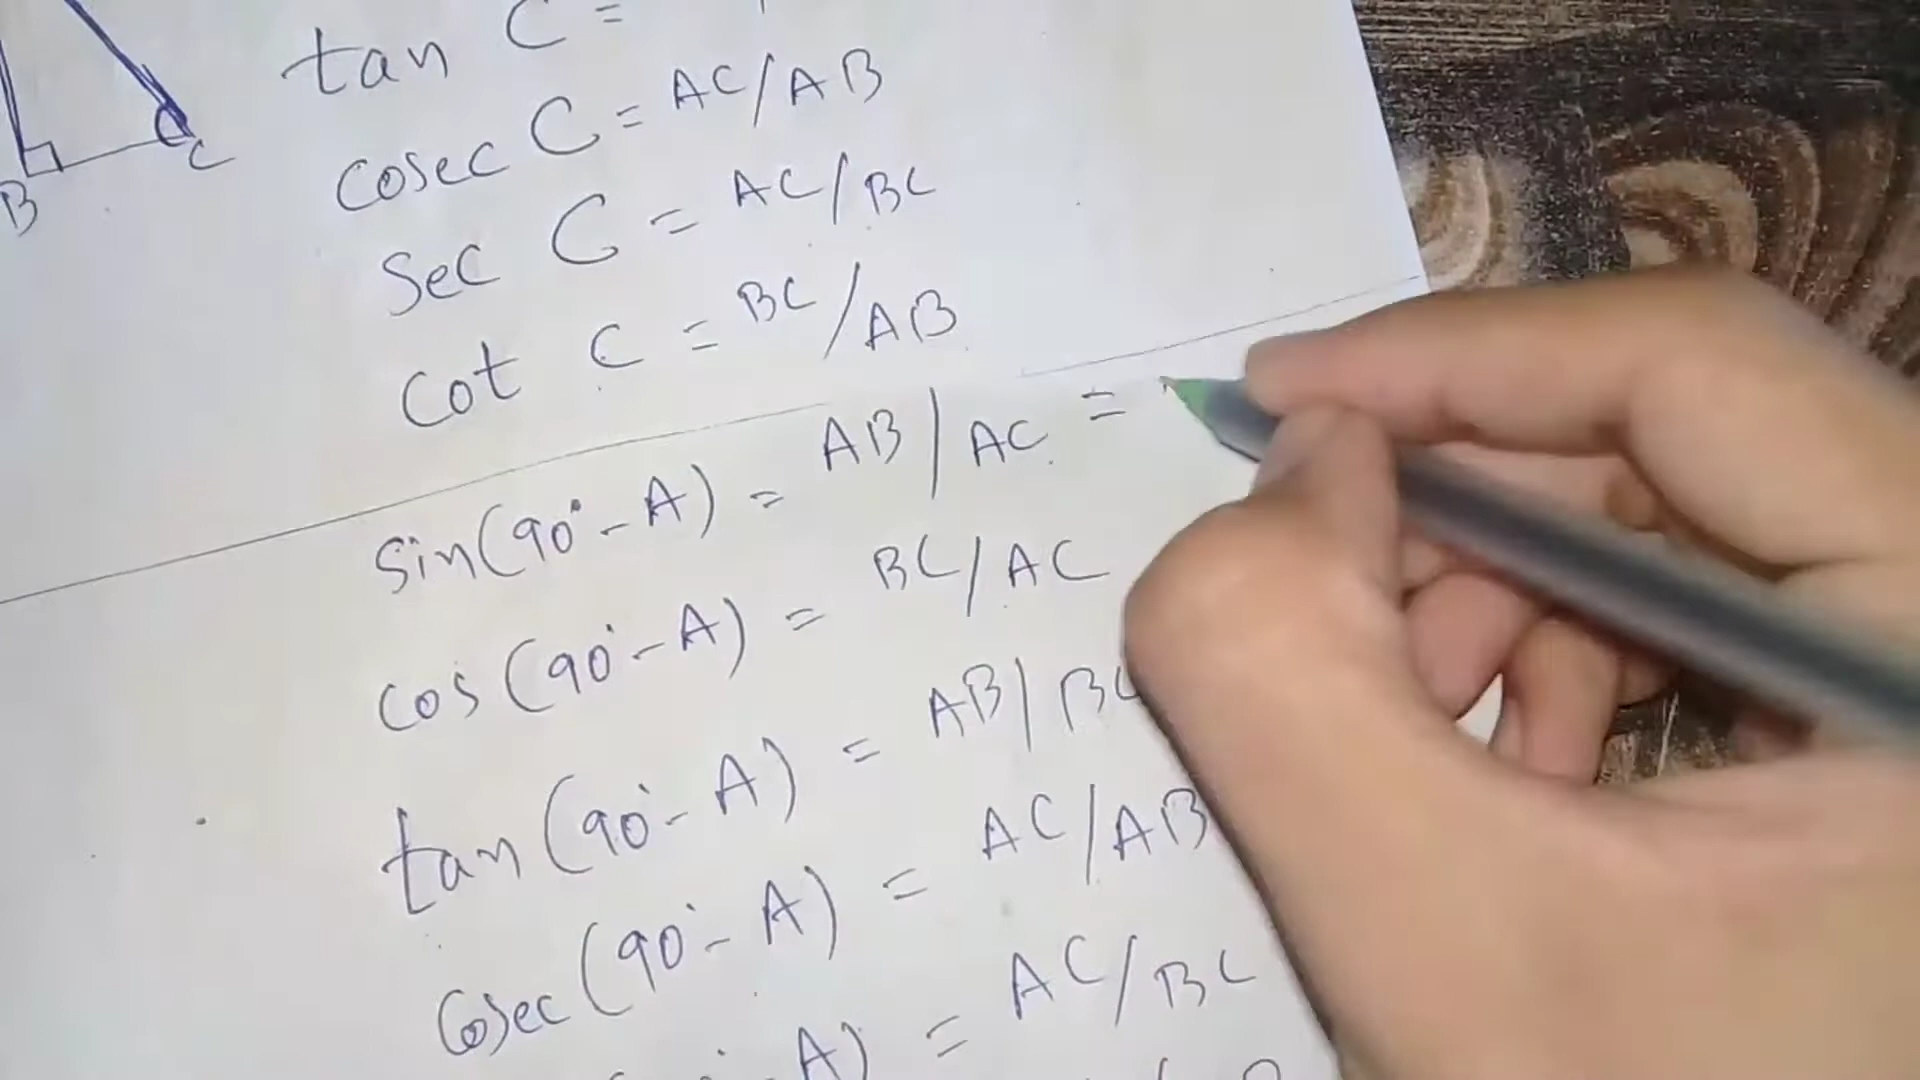 tan C =
cosec C = AC/AB
C
B
sec C = AC/BC
cot C = BC/AB
sin(90°-A) = AB/AC =
cos(90°-A) = BC/AC
tan(90°-A) = AB/BC
cosec(90°-A) = AC/AB
A) = AC/BC